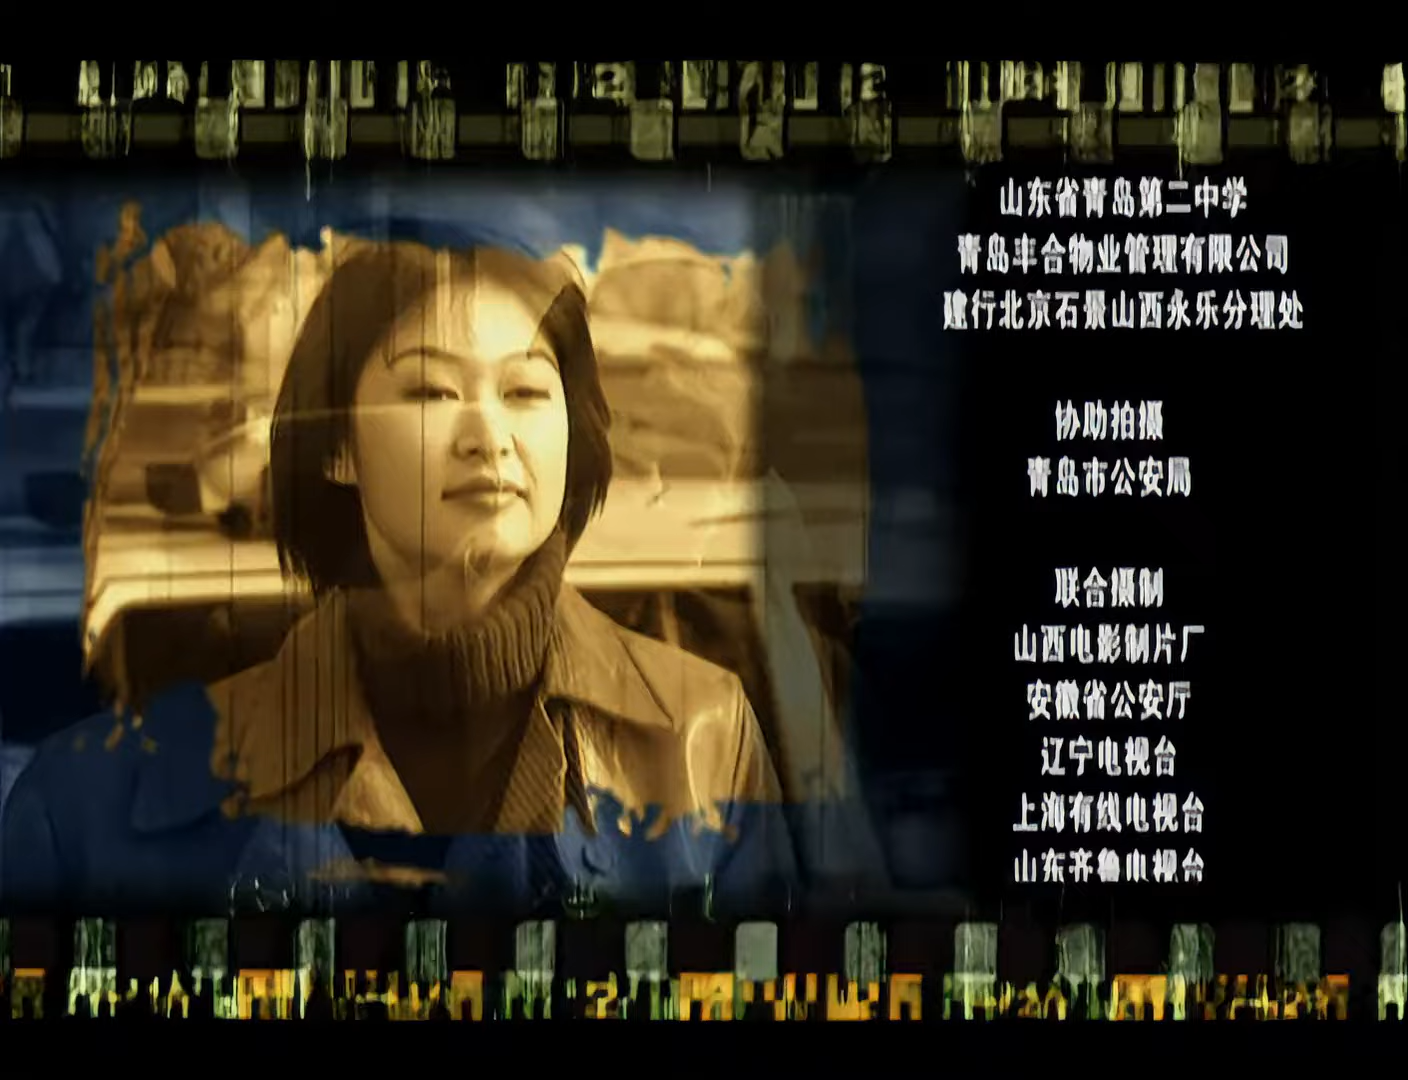 山东省青岛第二中学
青岛丰合物业管理有限公司
建行北京石景山西永乐分理处
协助拍摄
青岛市公安局
联合摄制
山西电影制片厂
安徽省公安厅
辽宁电视台
上海有线电视台
山东齐鲁电视台